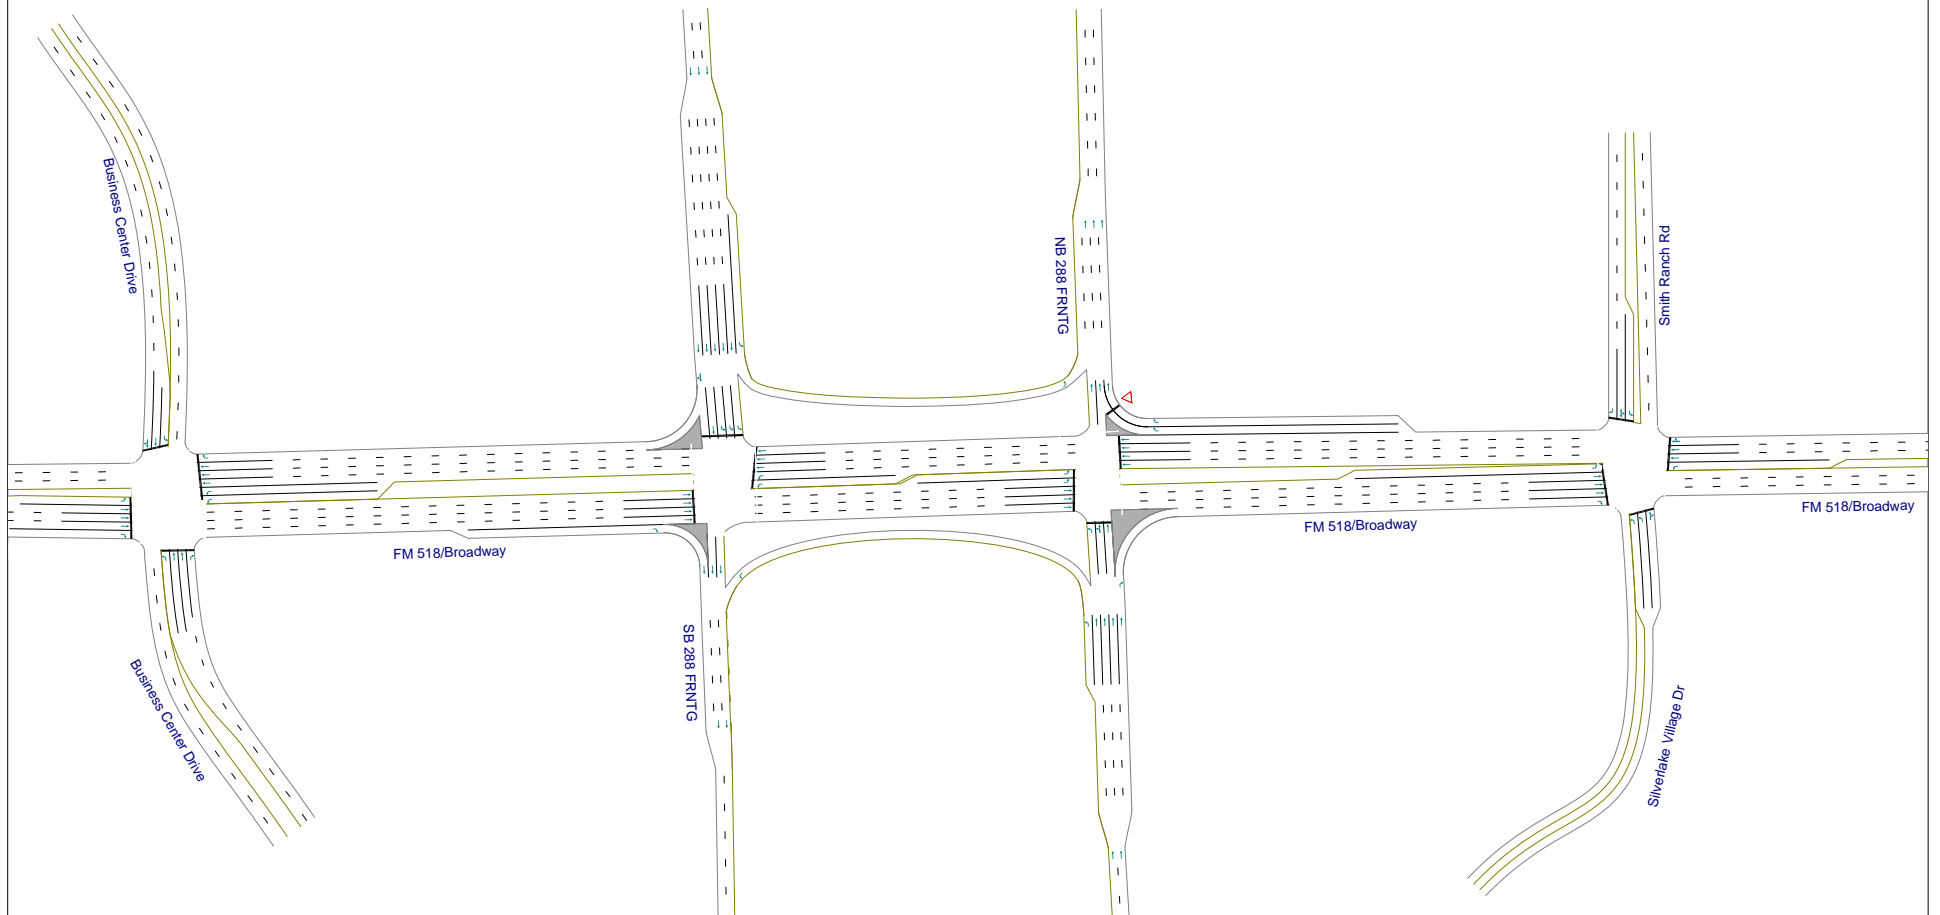 Business Center Drive
NB 288 FRNTG
Smith Ranch Rd
FM 518/Broadway
FM 518/Broadway
FM 518/Broadway
SB 288 FRNTG
Business Center Drive
Silverlake Village Dr